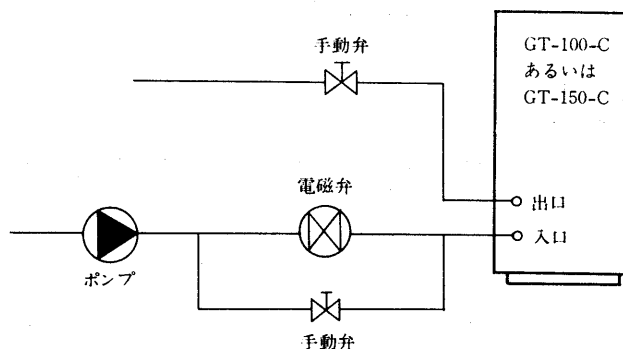 手動弁
GT-100-C
あるいは
GT-150-C
電磁弁
出口
入口
ポンプ
手動弁